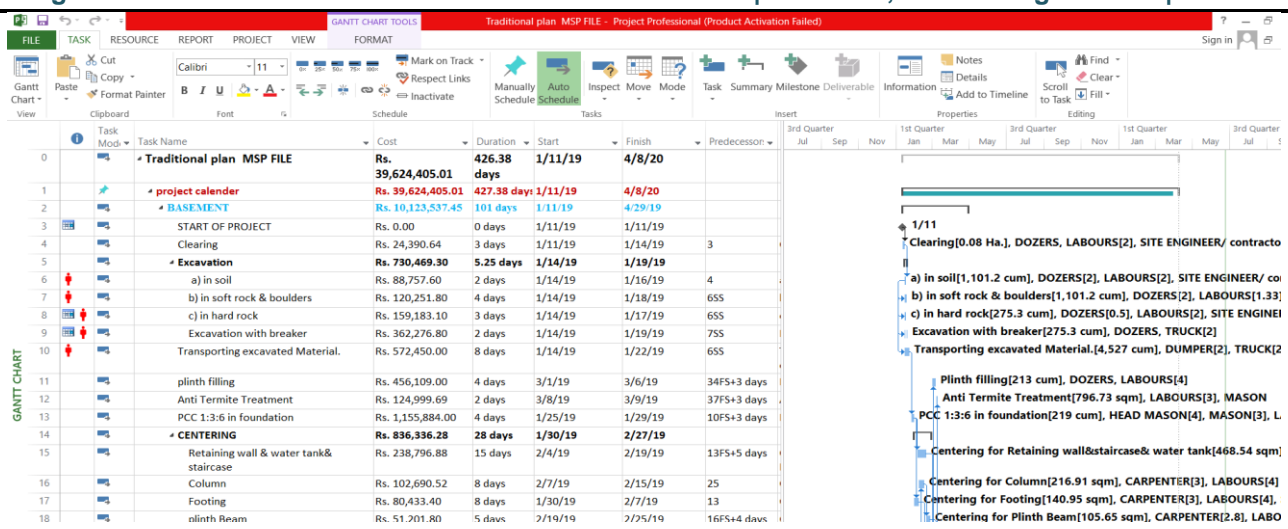 GANTT CHART TOOLS Traditional plan MSP FILE - Project Professional (Product Activation Failed) ?
FILE TASK RESOURCE REPORT PROJECT VIEW FORMAT Sign in
Cut
Copy
Format Painter
Calibri 11
B I U
Mark on Track
Respect Links
Inactivate
Notes
Details
Add to Timeline
Find
Clear
Fill
Gantt Chart Paste Manually Schedule Auto Schedule Inspect Move Mode Task Summary Milestone Deliverable Information Scroll to Task
View Clipboard Font Schedule Tasks Insert Properties Editing
3rd Quarter 1st Quarter 3rd Quarter 1st Quarter 3rd Quarter
Task Mode Task Name Cost Duration Start Finish Predecessor Jul Sep Nov Jan Mar May Jul Sep Nov Jan Mar May Jul
0 Traditional plan MSP FILE Rs. 39,624,405.01 426.38 days 1/11/19 4/8/20
1 project calender Rs. 39,624,405.01 427.38 days 1/11/19 4/8/20
2 BASEMENT Rs. 10,123,537.45 101 days 1/11/19 4/29/19
3 START OF PROJECT Rs. 0.00 0 days 1/11/19 1/11/19 1/11
4 Clearing Rs. 24,390.64 3 days 1/11/19 1/14/19 3 Clearing[0.08 Ha.], DOZERS, LABOURS[2], SITE ENGINEER/ contracto
5 Excavation Rs. 730,469.30 5.25 days 1/14/19 1/19/19
6 a) in soil Rs. 88,757.60 2 days 1/14/19 1/16/19 4 a) in soil[1,101.2 cum], DOZERS[2], LABOURS[2], SITE ENGINEER/ co
7 b) in soft rock & boulders Rs. 120,251.80 4 days 1/14/19 1/18/19 6SS b) in soft rock & boulders[1,101.2 cum], DOZERS[2], LABOURS[1.33]
8 c) in hard rock Rs. 159,183.10 3 days 1/14/19 1/17/19 6SS c) in hard rock[275.3 cum], DOZERS[0.5], LABOURS[2], SITE ENGINEE
9 Excavation with breaker Rs. 362,276.80 2 days 1/14/19 1/19/19 7SS Excavation with breaker[275.3 cum], DOZERS, TRUCK[2]
10 Transporting excavated Material. Rs. 572,450.00 8 days 1/14/19 1/22/19 6SS Transporting excavated Material.[4,527 cum], DUMPER[2], TRUCK[2
11 plinth filling Rs. 456,109.00 4 days 3/1/19 3/6/19 34FS+3 days Plinth filling[213 cum], DOZERS, LABOURS[4]
12 Anti Termite Treatment Rs. 124,999.69 2 days 3/8/19 3/9/19 37FS+3 days Anti Termite Treatment[796.73 sqm], LABOURS[3], MASON
13 PCC 1:3:6 in foundation Rs. 1,155,884.00 4 days 1/25/19 1/29/19 10FS+3 days PCC 1:3:6 in foundation[219 cum], HEAD MASON[4], MASON[3], L
14 CENTERING Rs. 836,336.28 28 days 1/30/19 2/27/19
15 Retaining wall & water tank& staircase Rs. 238,796.88 15 days 2/4/19 2/19/19 13FS+5 days Centering for Retaining wall&staircase& water tank[468.54 sqm]
16 Column Rs. 102,690.52 8 days 2/7/19 2/15/19 25 Centering for Column[216.91 sqm], CARPENTER[3], LABOURS[4]
17 Footing Rs. 80,433.40 8 days 1/30/19 2/7/19 13 Centering for Footing[140.95 sqm], CARPENTER[3], LABOURS[4],
18 plinth Beam Rs. 51,201.80 5 days 2/19/19 2/25/19 16FS+4 days Centering for Plinth Beam[105.65 sqm], CARPENTER[2.8], LABO
GANTT CHART